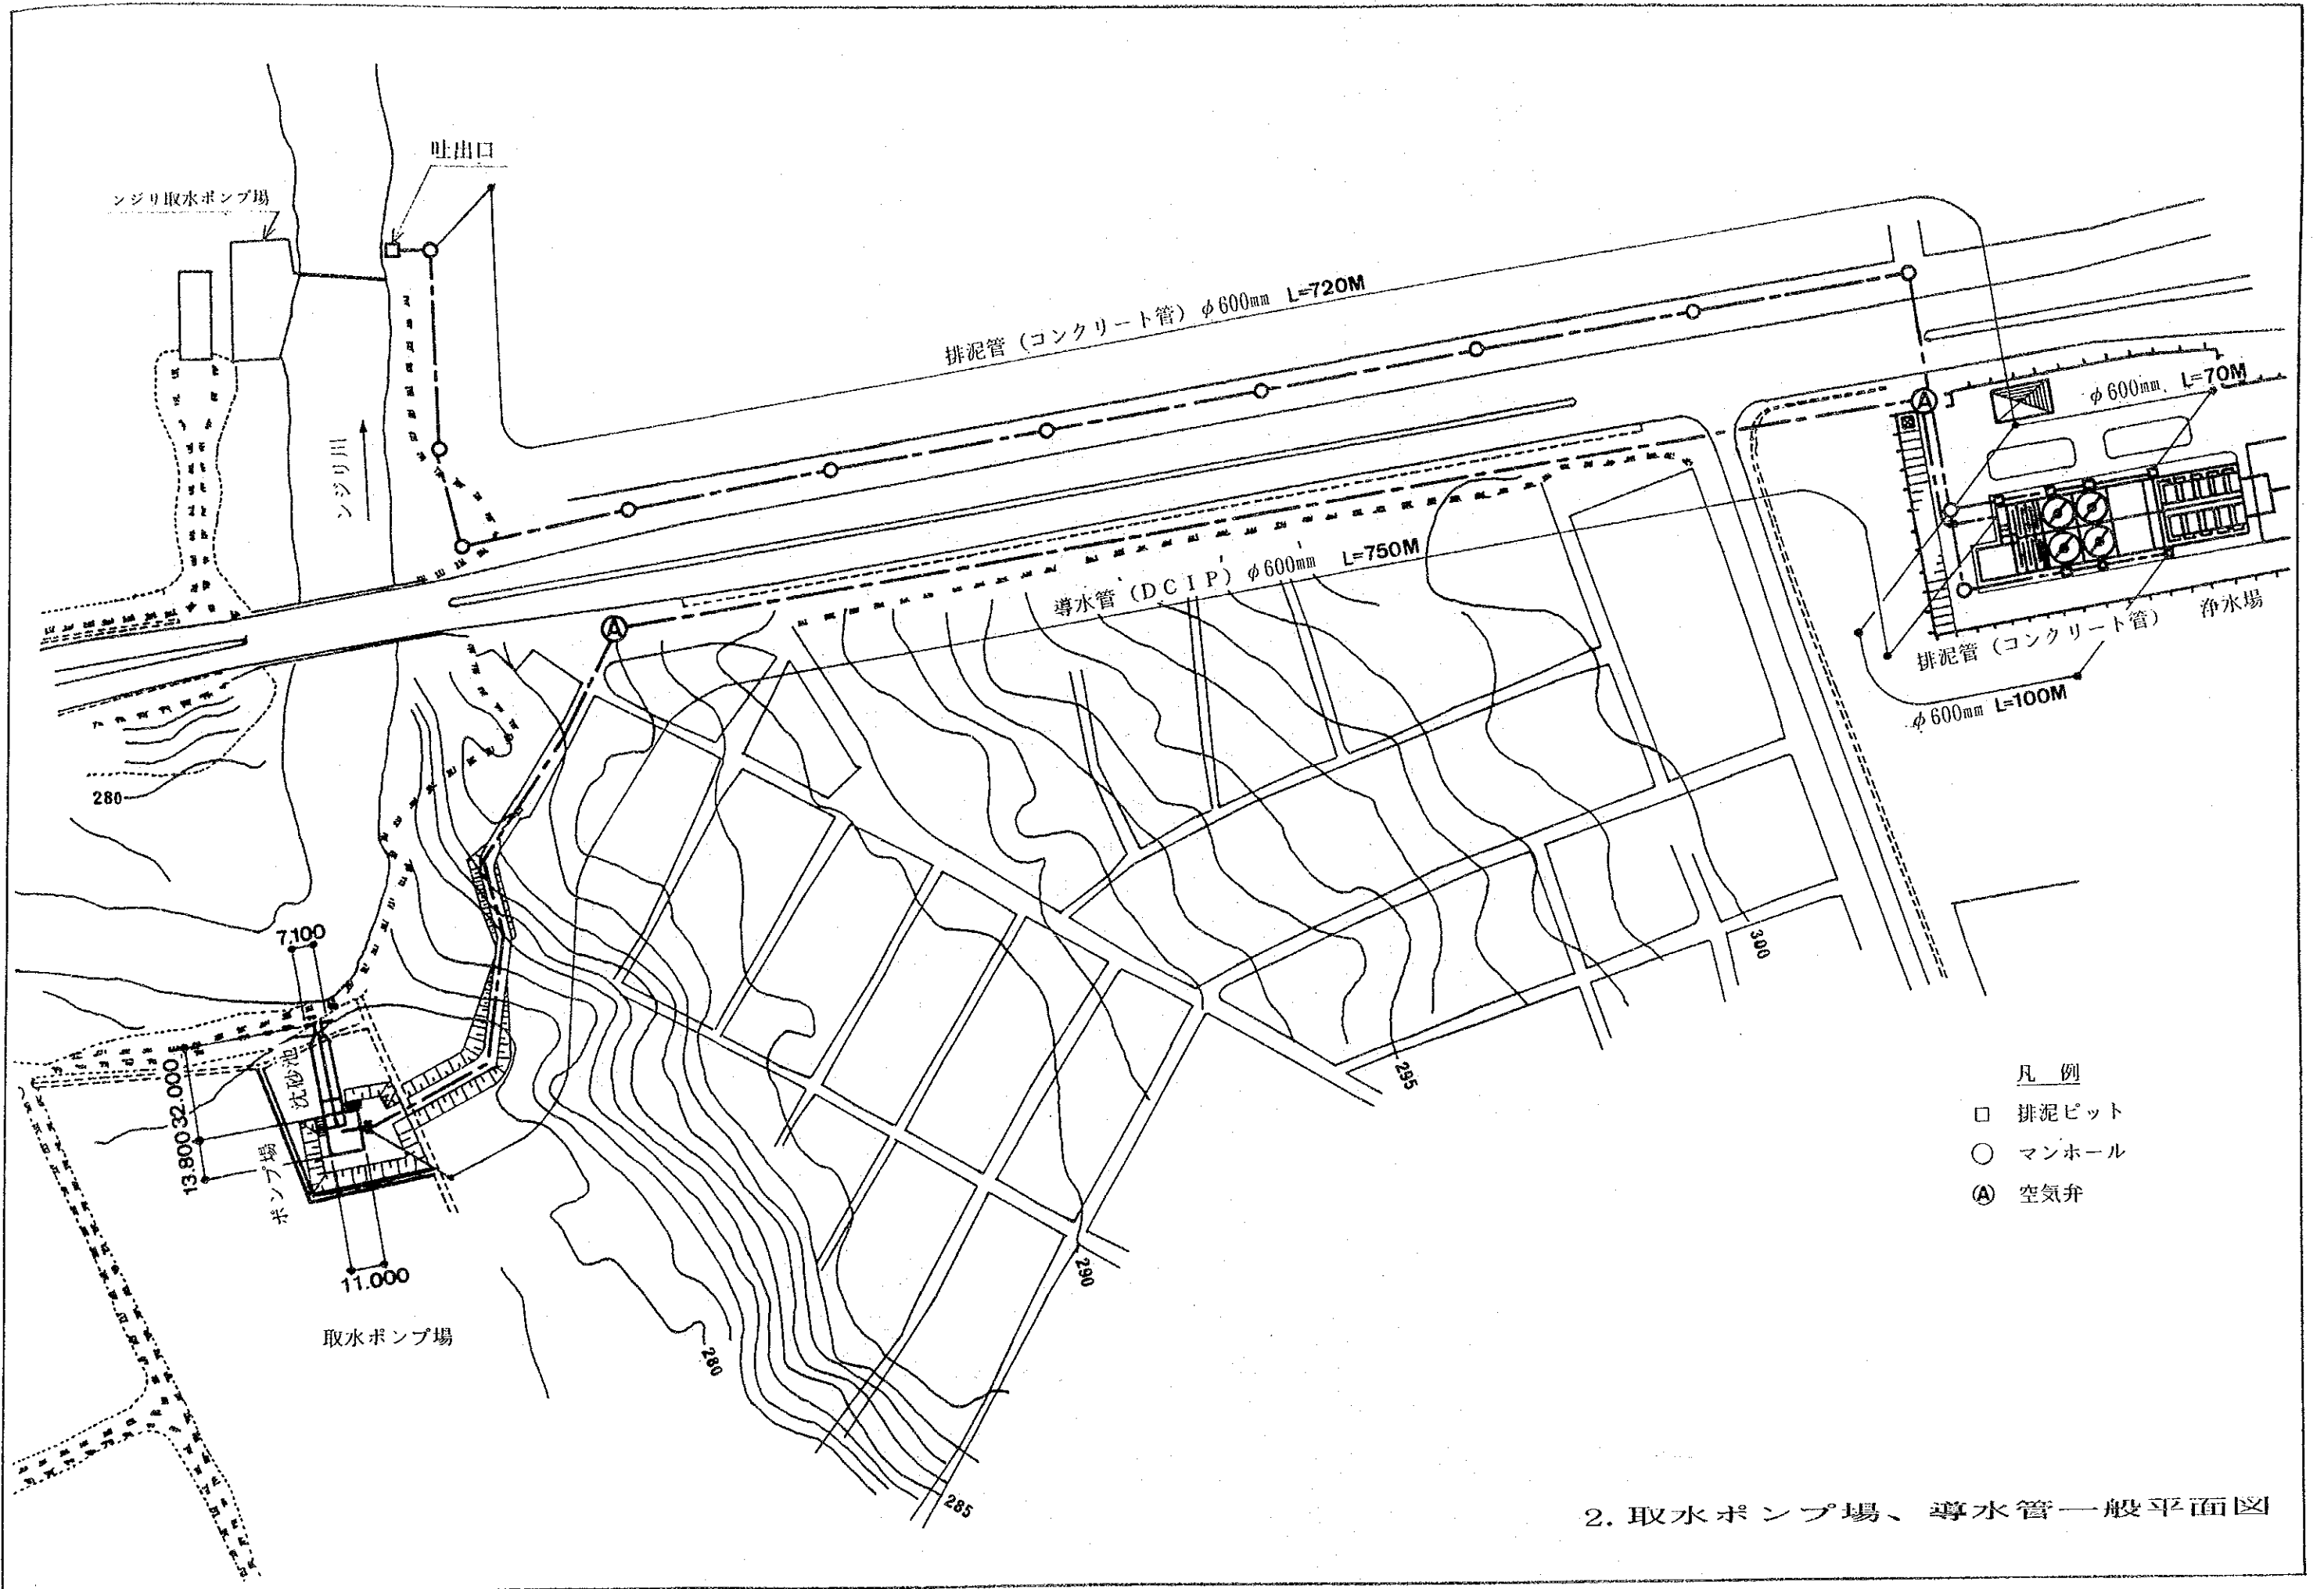 吐出口
ンジリ取水ポンプ場
排泥管(コンクリート管)φ600㎜ L=720M
φ600㎜ L=70M
ンジリ川
導水管(DCIP)φ600㎜ L=750M
浄水場
排泥管(コンクリート管)
φ600㎜ L=100M
280
7.100
300
沈砂池
32.000
13.800
ポンプ場
295
11.000
290
取水ポンプ場
280
285
凡 例
□ 排泥ピット
○ マンホール
Ⓐ 空気弁
A
A
2. 取水ポンプ場、導水管一般平面図